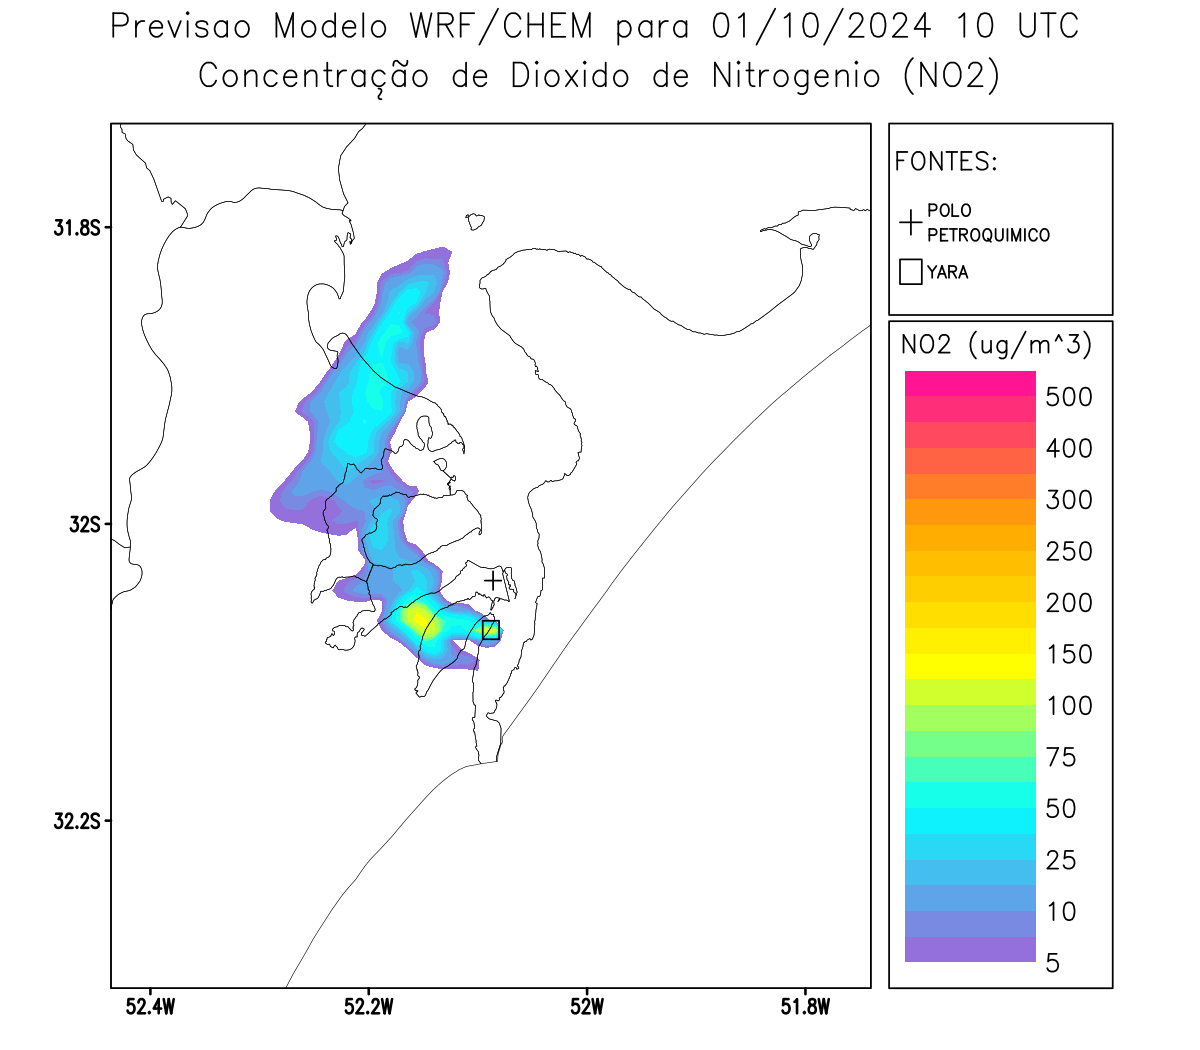 Previsao Modelo WRF/CHEM para 01/10/2024 10 UTC
Concentração de Dioxido de Nitrogenio (NO2)
FONTES:
POLO
PETROQUIMICO
YARA
NO2 (ug/m^3)
500
400
300
250
200
150
100
75
50
25
10
5
31.8S
32S
32.2S
52.4W
52.2W
52W
51.8W